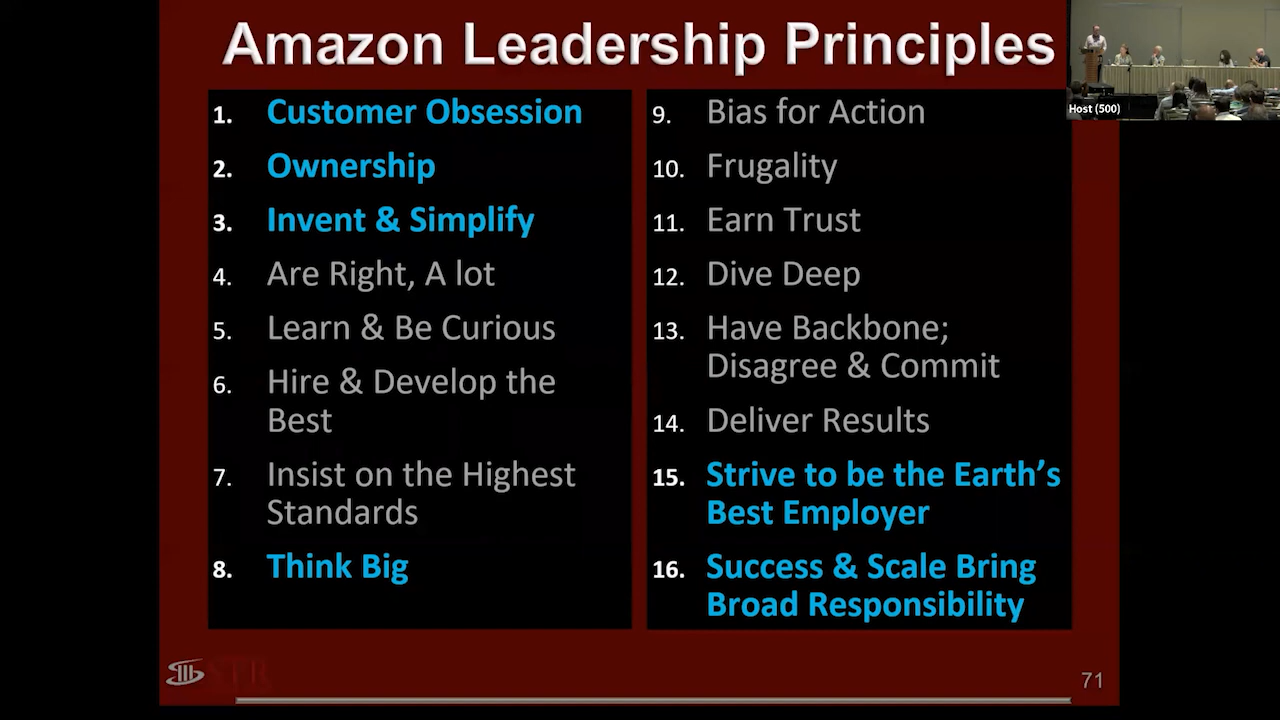 Amazon Leadership Principles
Host (500)
1. Customer Obsession
2. Ownership
3. Invent & Simplify
4. Are Right, A lot
5. Learn & Be Curious
6. Hire & Develop the
Best
7. Insist on the Highest
Standards
8. Think Big
9. Bias for Action
10. Frugality
11. Earn Trust
12. Dive Deep
13. Have Backbone;
Disagree & Commit
14. Deliver Results
15. Strive to be the Earth’s
Best Employer
16. Success & Scale Bring
Broad Responsibility
71